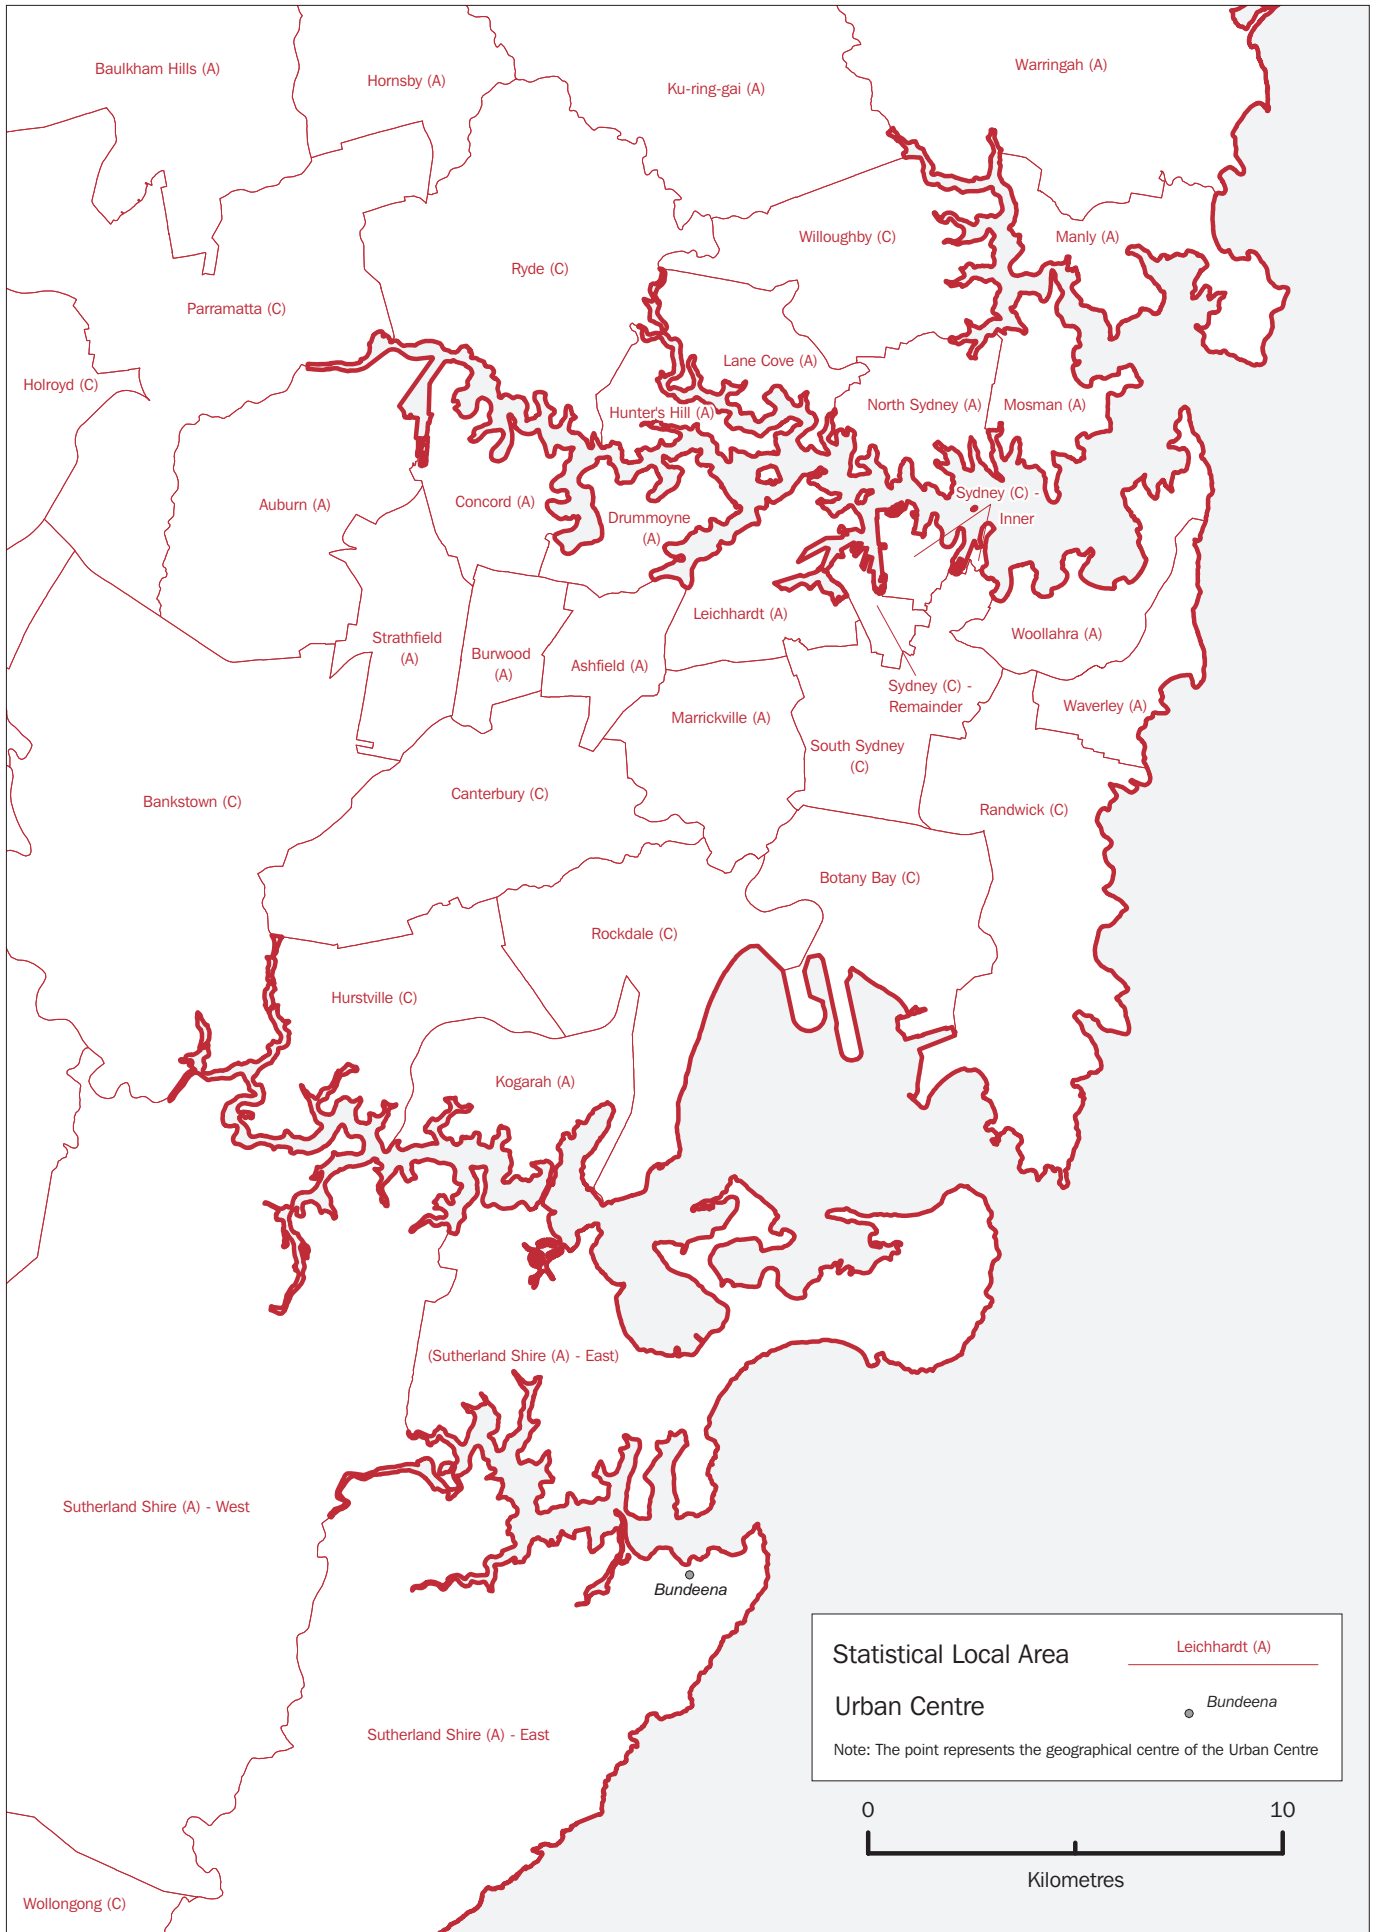 Baulkham Hills (A)
Hornsby (A)
Ku-ring-gai (A)
Warringah (A)
Willoughby (C)
Manly (A)
Ryde (C)
Parramatta (C)
Holroyd (C)
Lane Cove (A)
Hunter's Hill (A)
North Sydney (A)
Mosman (A)
Auburn (A)
Concord (A)
Drummoyne
(A)
Sydney (C) -
Inner
Leichhardt (A)
Woollahra (A)
Strathfield
(A)
Burwood
(A)
Ashfield (A)
Sydney (C) -
Remainder
Waverley (A)
Marrickville (A)
South Sydney
(C)
Bankstown (C)
Canterbury (C)
Randwick (C)
Botany Bay (C)
Rockdale (C)
Hurstville (C)
Kogarah (A)
(Sutherland Shire (A) - East)
Sutherland Shire (A) - West
Bundeena
Sutherland Shire (A) - East
Wollongong (C)
Statistical Local Area
Leichhardt (A)
Urban Centre
Bundeena
Note: The point represents the geographical centre of the Urban Centre
0
10
Kilometres